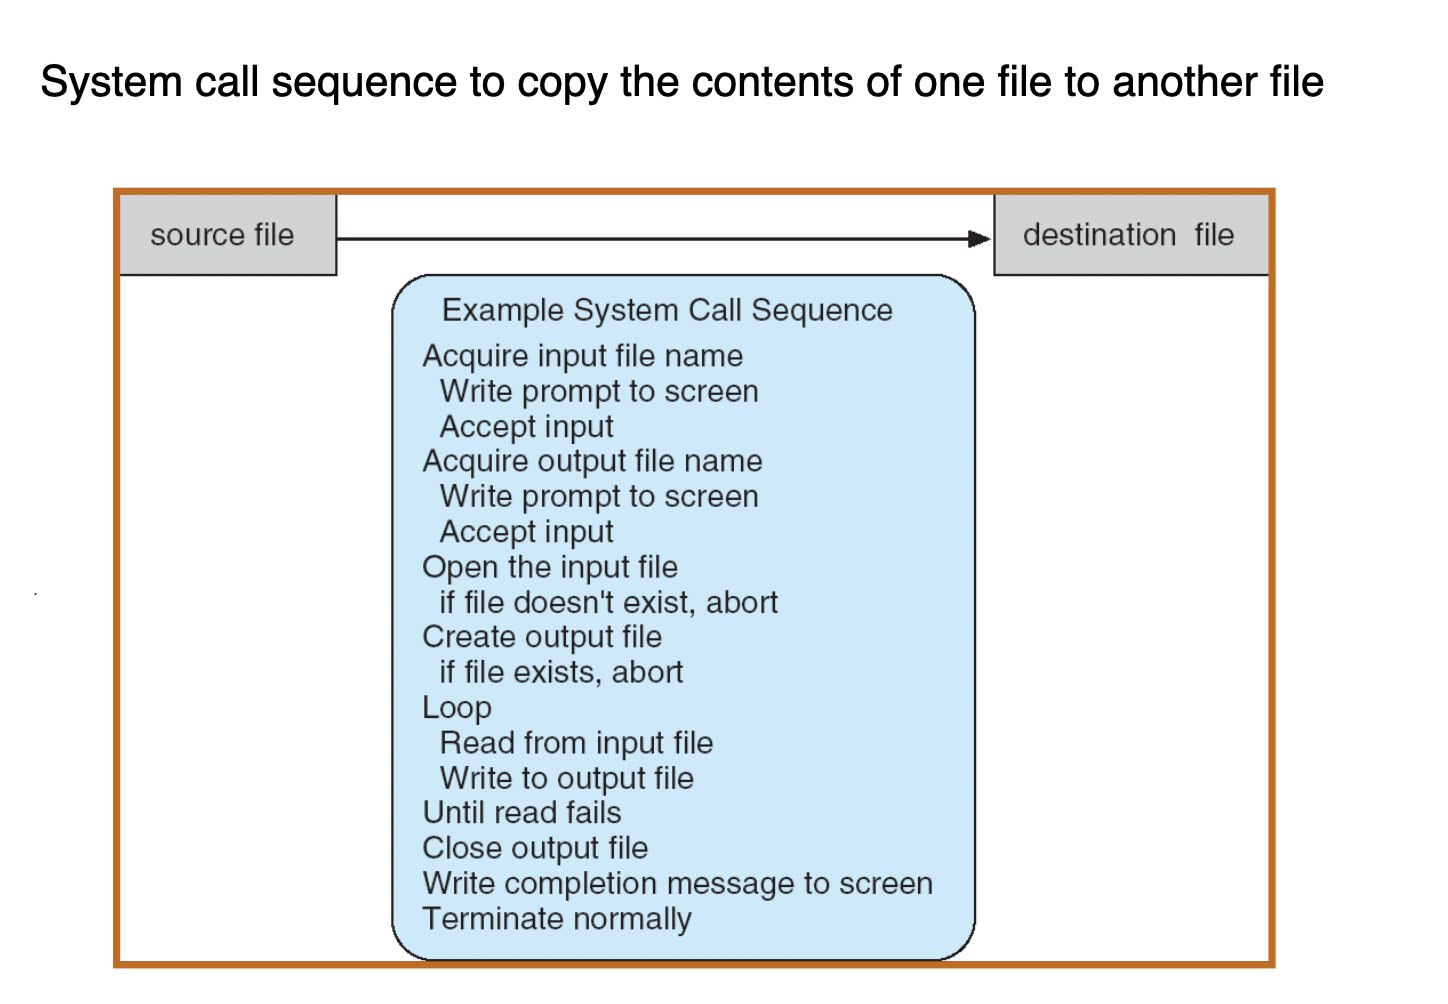 System call sequence to copy the contents of one file to another file
source file
destination file
Example System Call Sequence
Acquire input file name
Write prompt to screen
Accept input
Acquire output file name
Write prompt to screen
Accept input
Open the input file
if file doesn't exist, abort
Create output file
if file exists, abort
Loop
Read from input file
Write to output file
Until read fails
Close output file
Write completion message to screen
Terminate normally